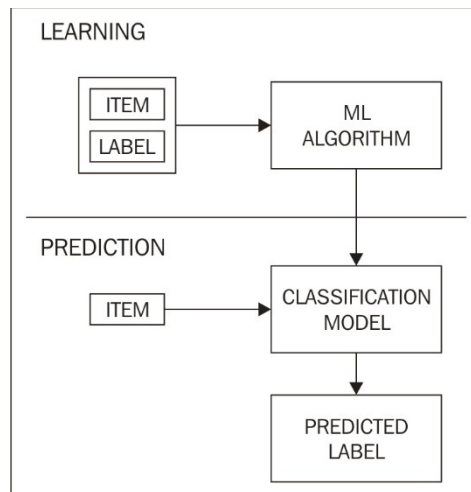 LEARNING
ITEM
LABEL
ML
ALGORITHM
PREDICTION
ITEM
CLASSIFICATION
MODEL
PREDICTED
LABEL